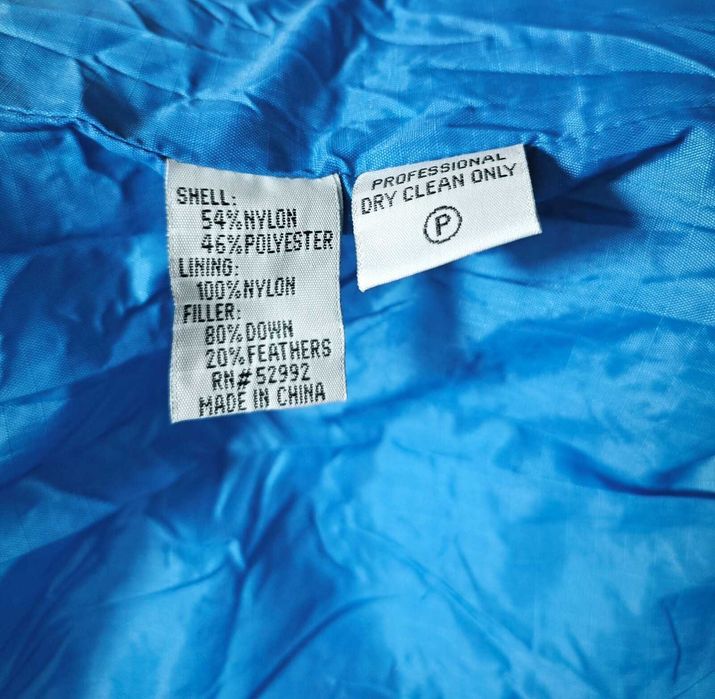 SHELL:
54%NYLON
46%POLYESTER
LINING:
100%NYLON
FILLER:
80%DOWN
20%FEATHERS
RN#52992
MADE IN CHINA
PROFESSIONAL
DRY CLEAN ONLY
P